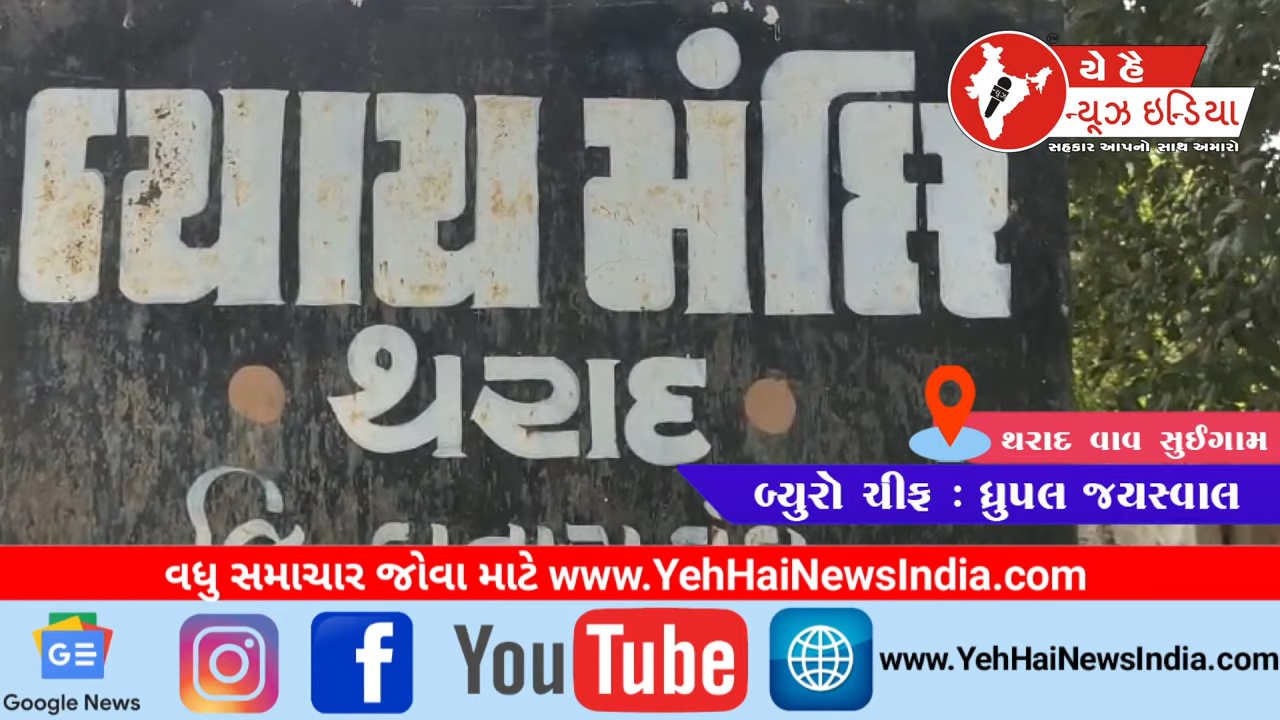 ન્યાય મંદિર
થરાદ
યે હૈ
ન્યૂઝ ઇન્ડિયા
સહકાર આપનો સાથ અમારો
થરાદ વાવ સુઈગામ
બ્યુરો ચીફ : ધ્રુપલ જયસ્વાલ
વધુ સમાચાર જોવા માટે www.YehHaiNewsIndia.com
GE
Google News
f
YouTube
www.YehHaiNewsIndia.com